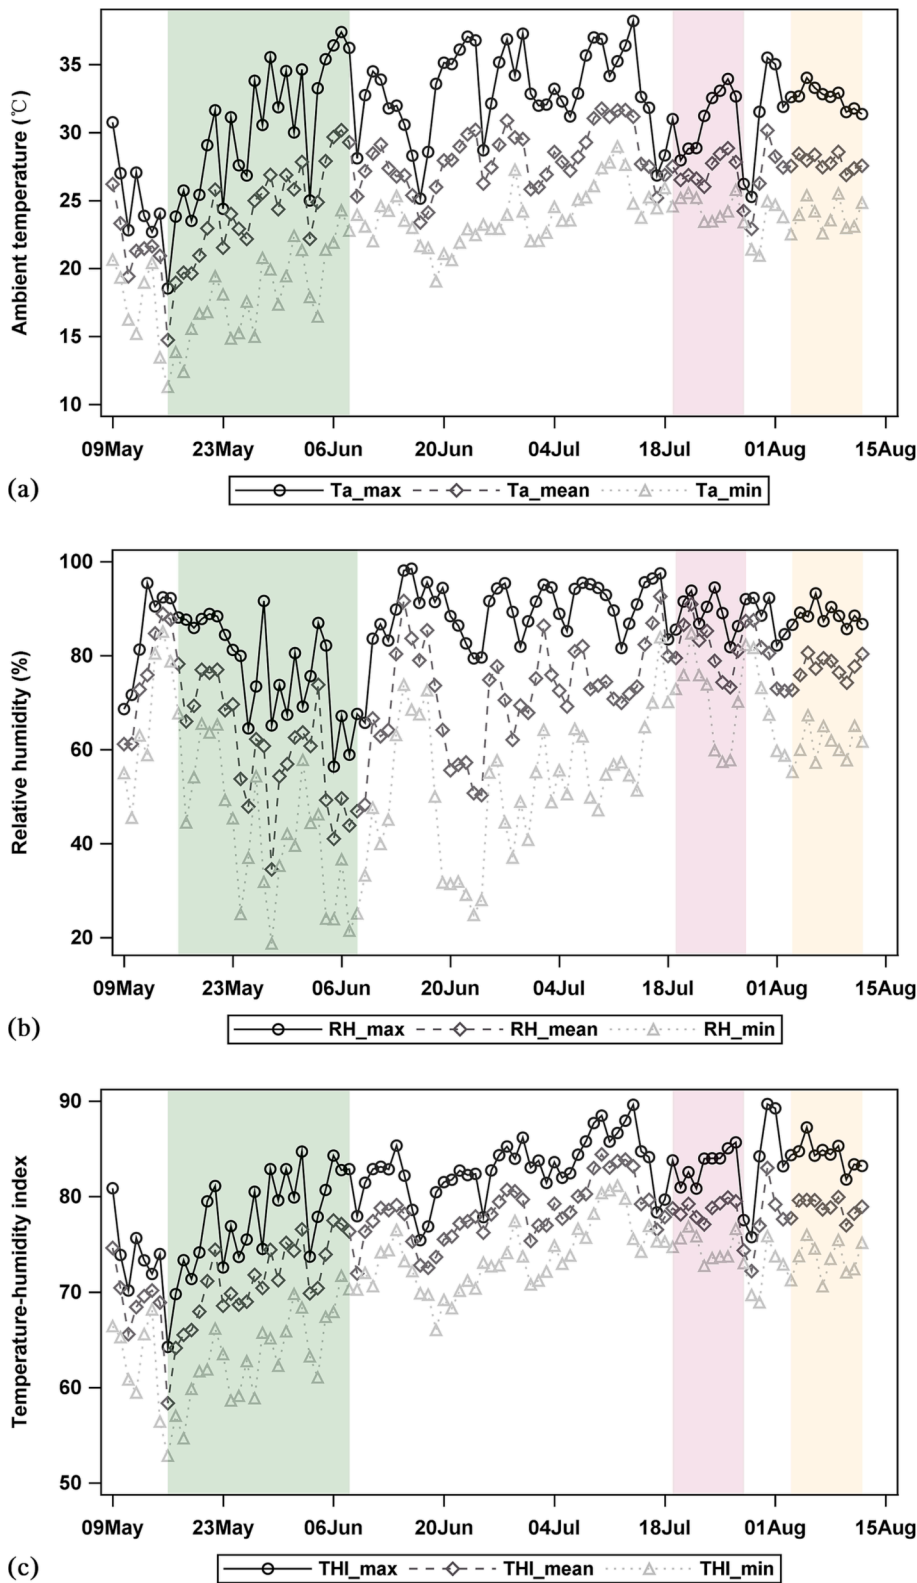 Ambient temperature (℃)
35
30
25
20
15
10
09May 23May 06Jun 20Jun 04Jul 18Jul 01Aug 15Aug
(a) Ta_max Ta_mean Ta_min
Relative humidity (%)
100
80
60
40
20
09May 23May 06Jun 20Jun 04Jul 18Jul 01Aug 15Aug
(b) RH_max RH_mean RH_min
Temperature-humidity index
90
80
70
60
50
09May 23May 06Jun 20Jun 04Jul 18Jul 01Aug 15Aug
(c) THI_max THI_mean THI_min